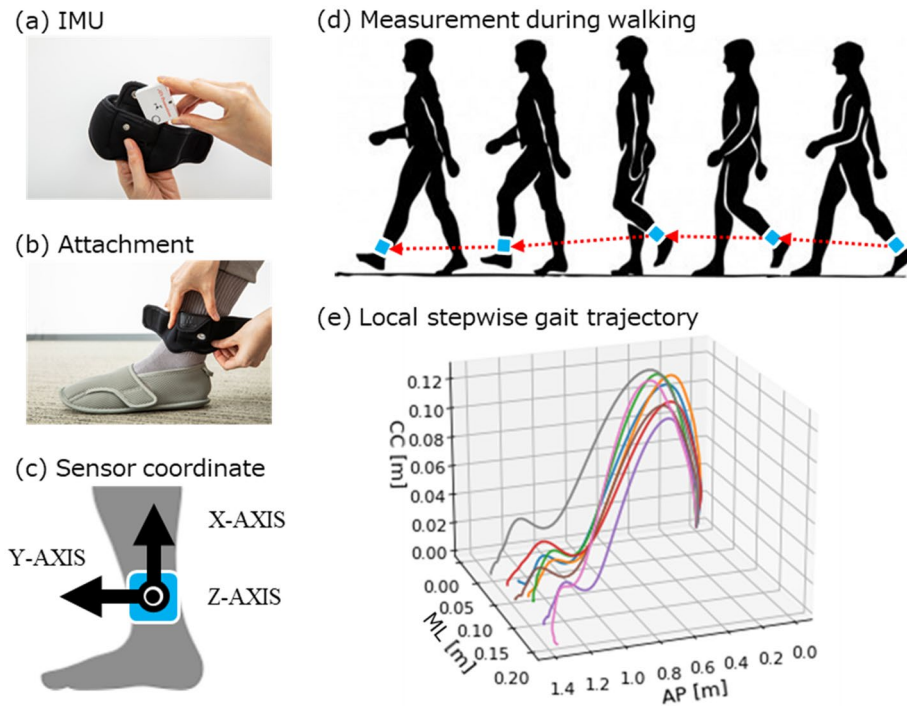 (a) IMU
(b) Attachment
(c) Sensor coordinate
X-AXIS
Y-AXIS
Z-AXIS
(d) Measurement during walking
(e) Local stepwise gait trajectory
CC [m]
0.12
0.10
0.08
0.06
0.04
0.02
0.00
ML [m]
0.00
0.05
0.10
0.15
0.20
AP [m]
1.4 1.2 1.0 0.8 0.6 0.4 0.2 0.0